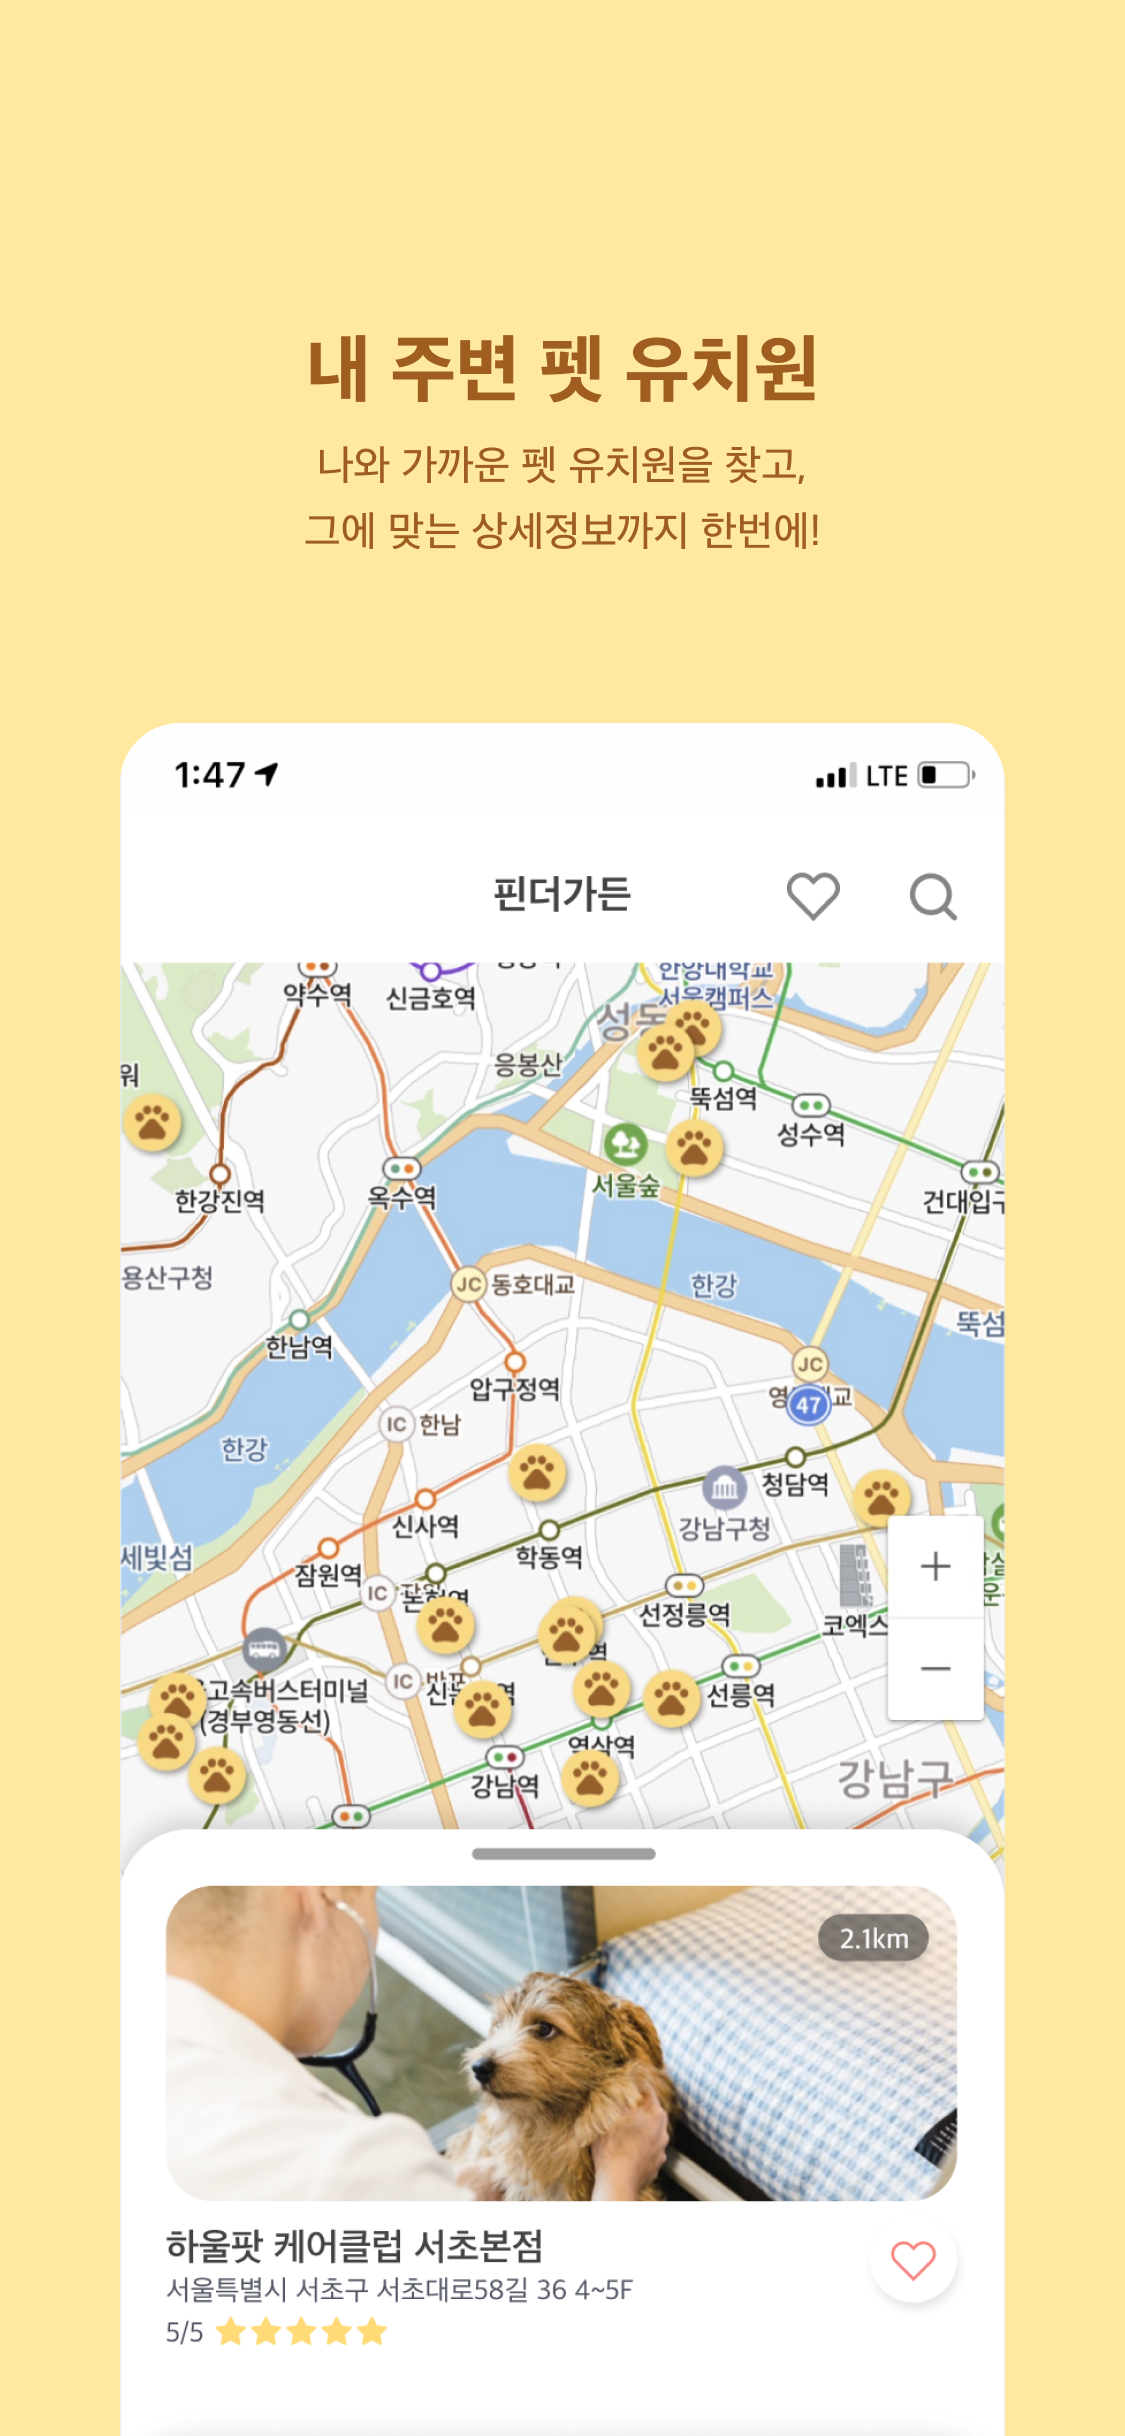 내 주변 펫 유치원
나와 가까운 펫 유치원을 찾고,
그에 맞는 상세정보까지 한번에!
1:47
LTE
핀더가든
한양대학교
서울캠퍼스
약수역
신금호역
성동
응봉산
뚝섬역
성수역
서울숲
한강진역
옥수역
건대입구
용산구청
JC 동호대교
한강
뚝섬
한남역
JC
압구정역
47
IC 한남
한강
청담역
신사역
강남구청
학동역
세빛섬
잠원역
IC
선정릉역
코엑스
IC
선릉역
고속버스터미널
(경부영동선)
역삼역
강남역
강남구
2.1km
하울팟 케어클럽 서초본점
서울특별시 서초구 서초대로58길 36 4~5F
5/5